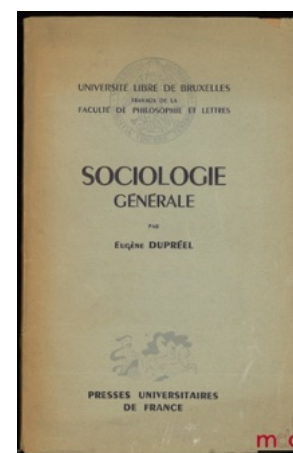 UNIVERSITÉ LIBRE DE BRUXELLES
TRAVAUX DE LA
FACULTÉ DE PHILOSOPHIE ET LETTRES
SOCIOLOGIE
GÉNÉRALE
PAR
EUGÈNE DUPRÉEL
PRESSES UNIVERSITAIRES
DE FRANCE